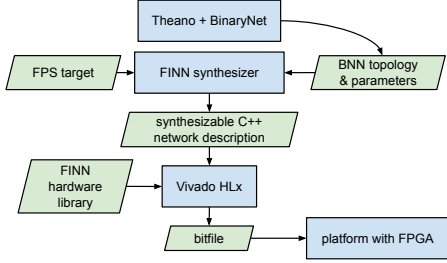 Theano + BinaryNet
FPS target
FINN synthesizer
BNN topology
& parameters
synthesizable C++
network description
FINN
hardware
library
Vivado HLx
bitfile
platform with FPGA